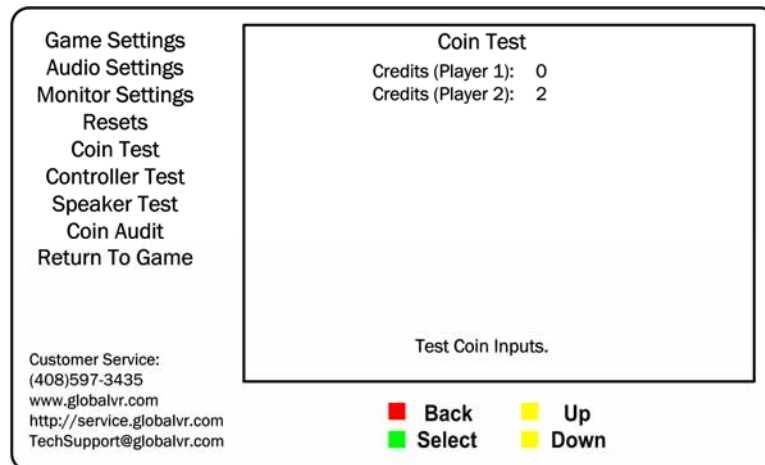 Game Settings
Audio Settings
Monitor Settings
Resets
Coin Test
Controller Test
Speaker Test
Coin Audit
Return To Game
Customer Service:
(408)597-3435
www.globalvr.com
http://service.globalvr.com
TechSupport@globalvr.com
Coin Test
Credits (Player 1): 0
Credits (Player 2): 2
Test Coin Inputs.
Back Up
Select Down